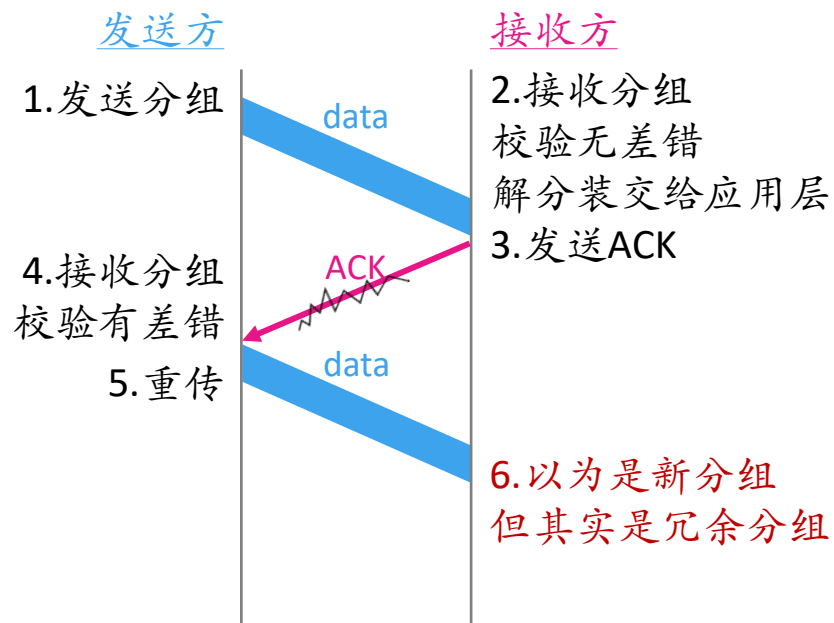 发送方
接收方
1.发送分组
data
2.接收分组
校验无差错
解分装交给应用层
3.发送ACK
ACK
4.接收分组
校验有差错
5.重传
data
6.以为是新分组
但其实是冗余分组